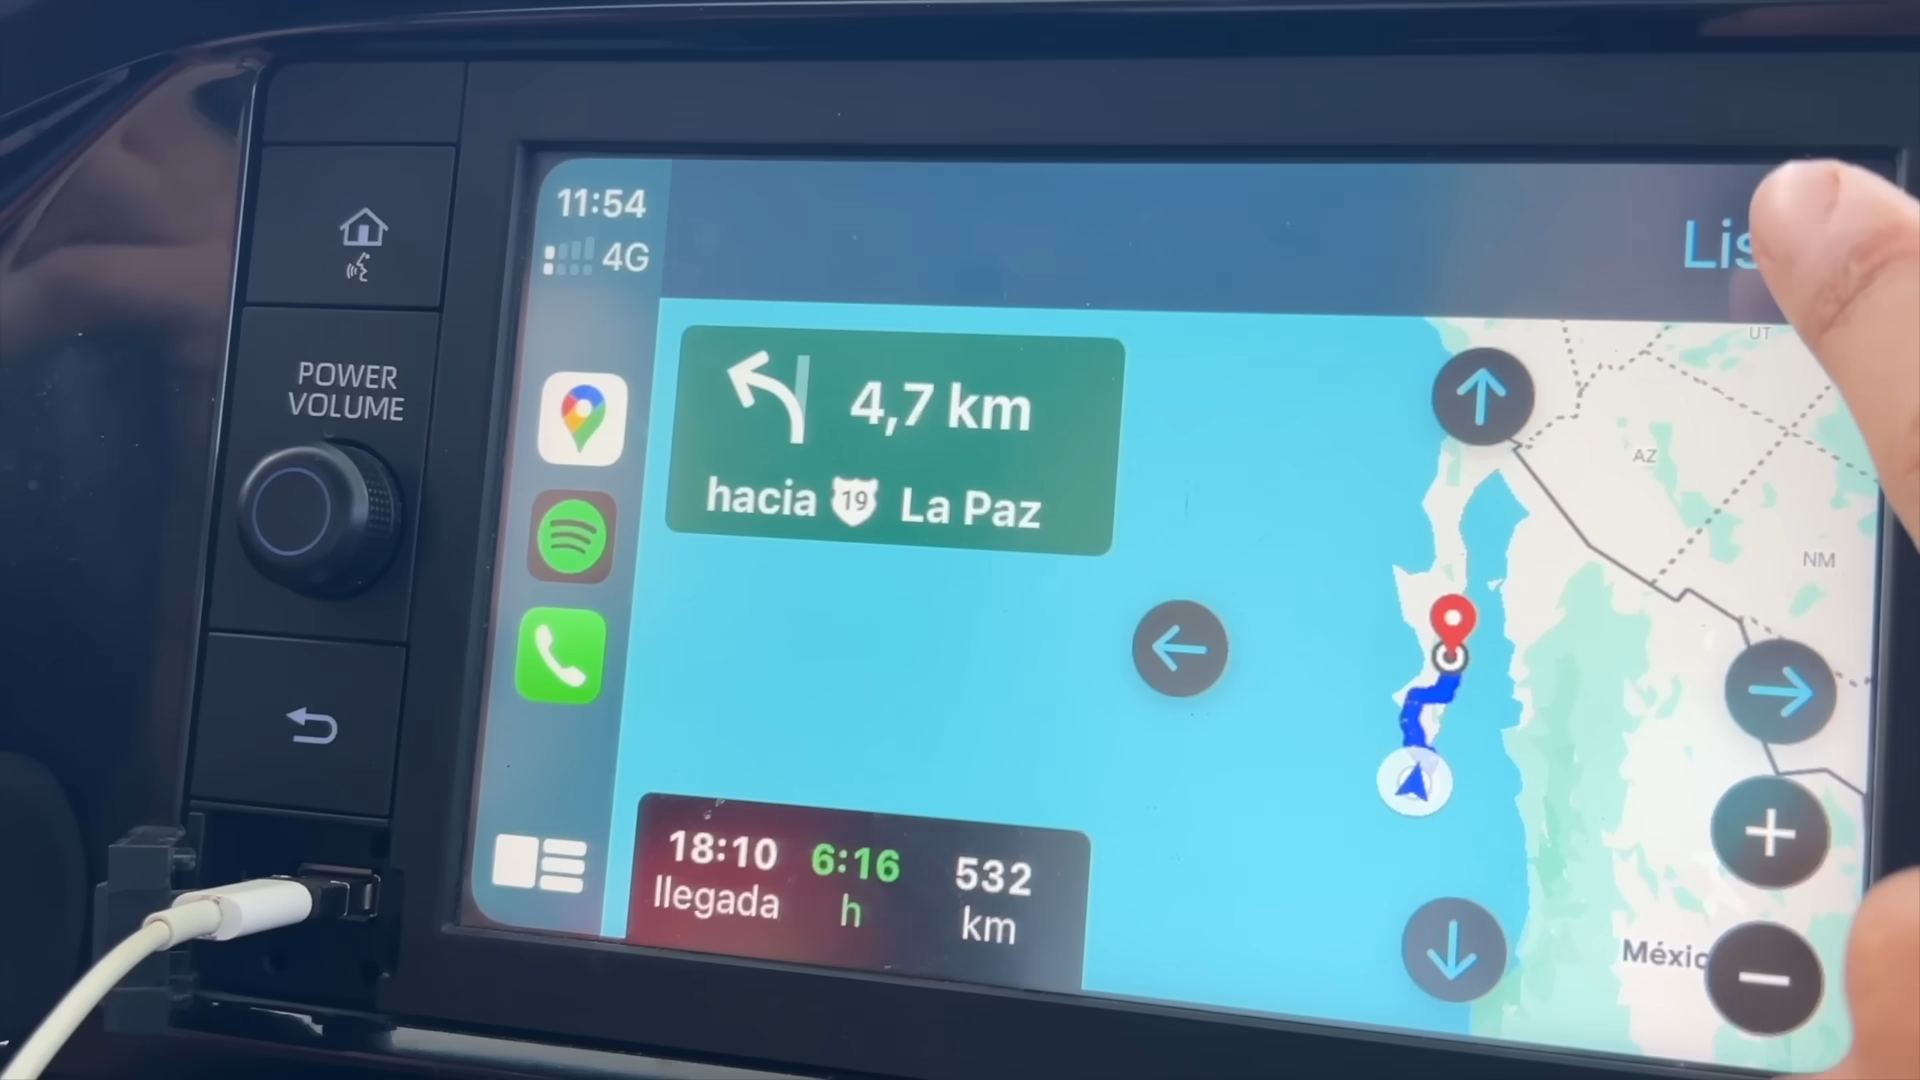 11:54
4G
POWER
VOLUME
4,7 km
hacia 19 La Paz
18:10 6:16 532
llegada h km
UT
AZ
NM